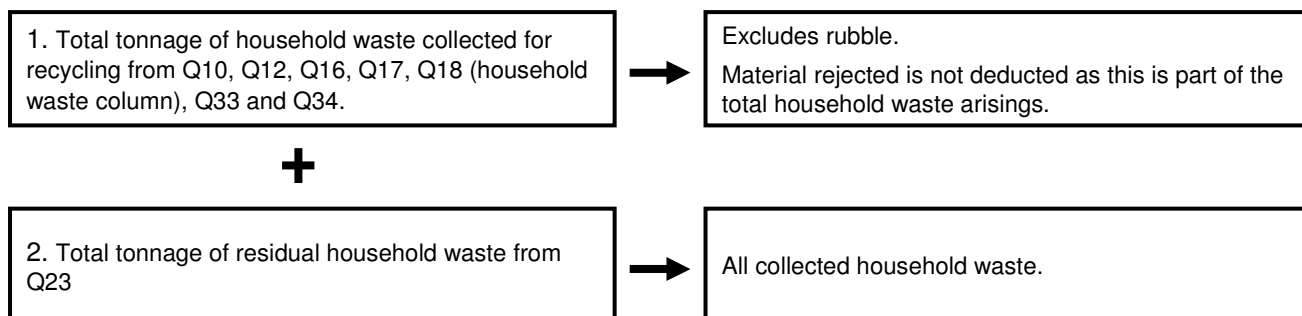 1. Total tonnage of household waste collected for
recycling from Q10, Q12, Q16, Q17, Q18 (household
waste column), Q33 and Q34.
Excludes rubble.
Material rejected is not deducted as this is part of the
total household waste arisings.
+
2. Total tonnage of residual household waste from
Q23
All collected household waste.